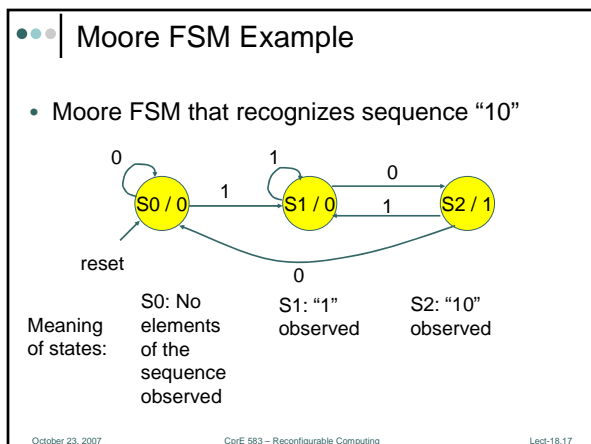 Moore FSM Example
• Moore FSM that recognizes sequence “10”
0
1
0
S0 / 0
1
S1 / 0
1
S2 / 1
reset
0
Meaning
of states:
S0: No
elements
of the
sequence
observed
S1: “1”
observed
S2: “10”
observed
October 23, 2007
CprE 583 – Reconfigurable Computing
Lect-18.17